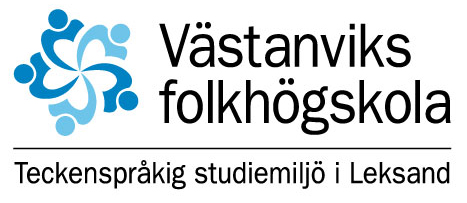 Västanviks
folkhögskola
Teckenspråkig studiemiljö i Leksand